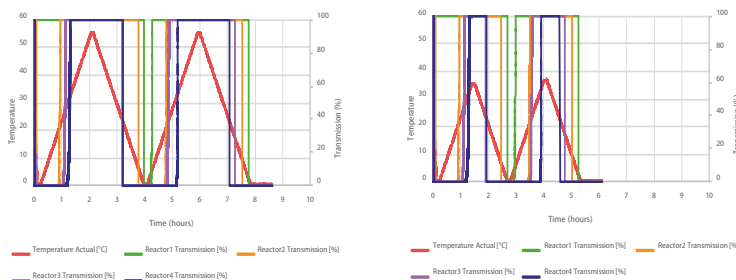 60 100
50 80
40 60
30
20 40
10 20
0 0
0 1 2 3 4 5 6 7 8 9 10
Temperature
Transmission (%)
Time (hours)
Temperature Actual [°C] Reactor1 Transmission [%] Reactor2 Transmission [%]
Reactor3 Transmission [%] Reactor4 Transmission [%]
60 100
50 80
40 60
30
20 40
10 20
0 0
0 1 2 3 4 5 6 7 8 9 10
Temperature
Transmission (%)
Time (hours)
Temperature Actual [°C] Reactor1 Transmission [%] Reactor2 Transmission [%]
Reactor3 Transmission [%] Reactor4 Transmission [%]